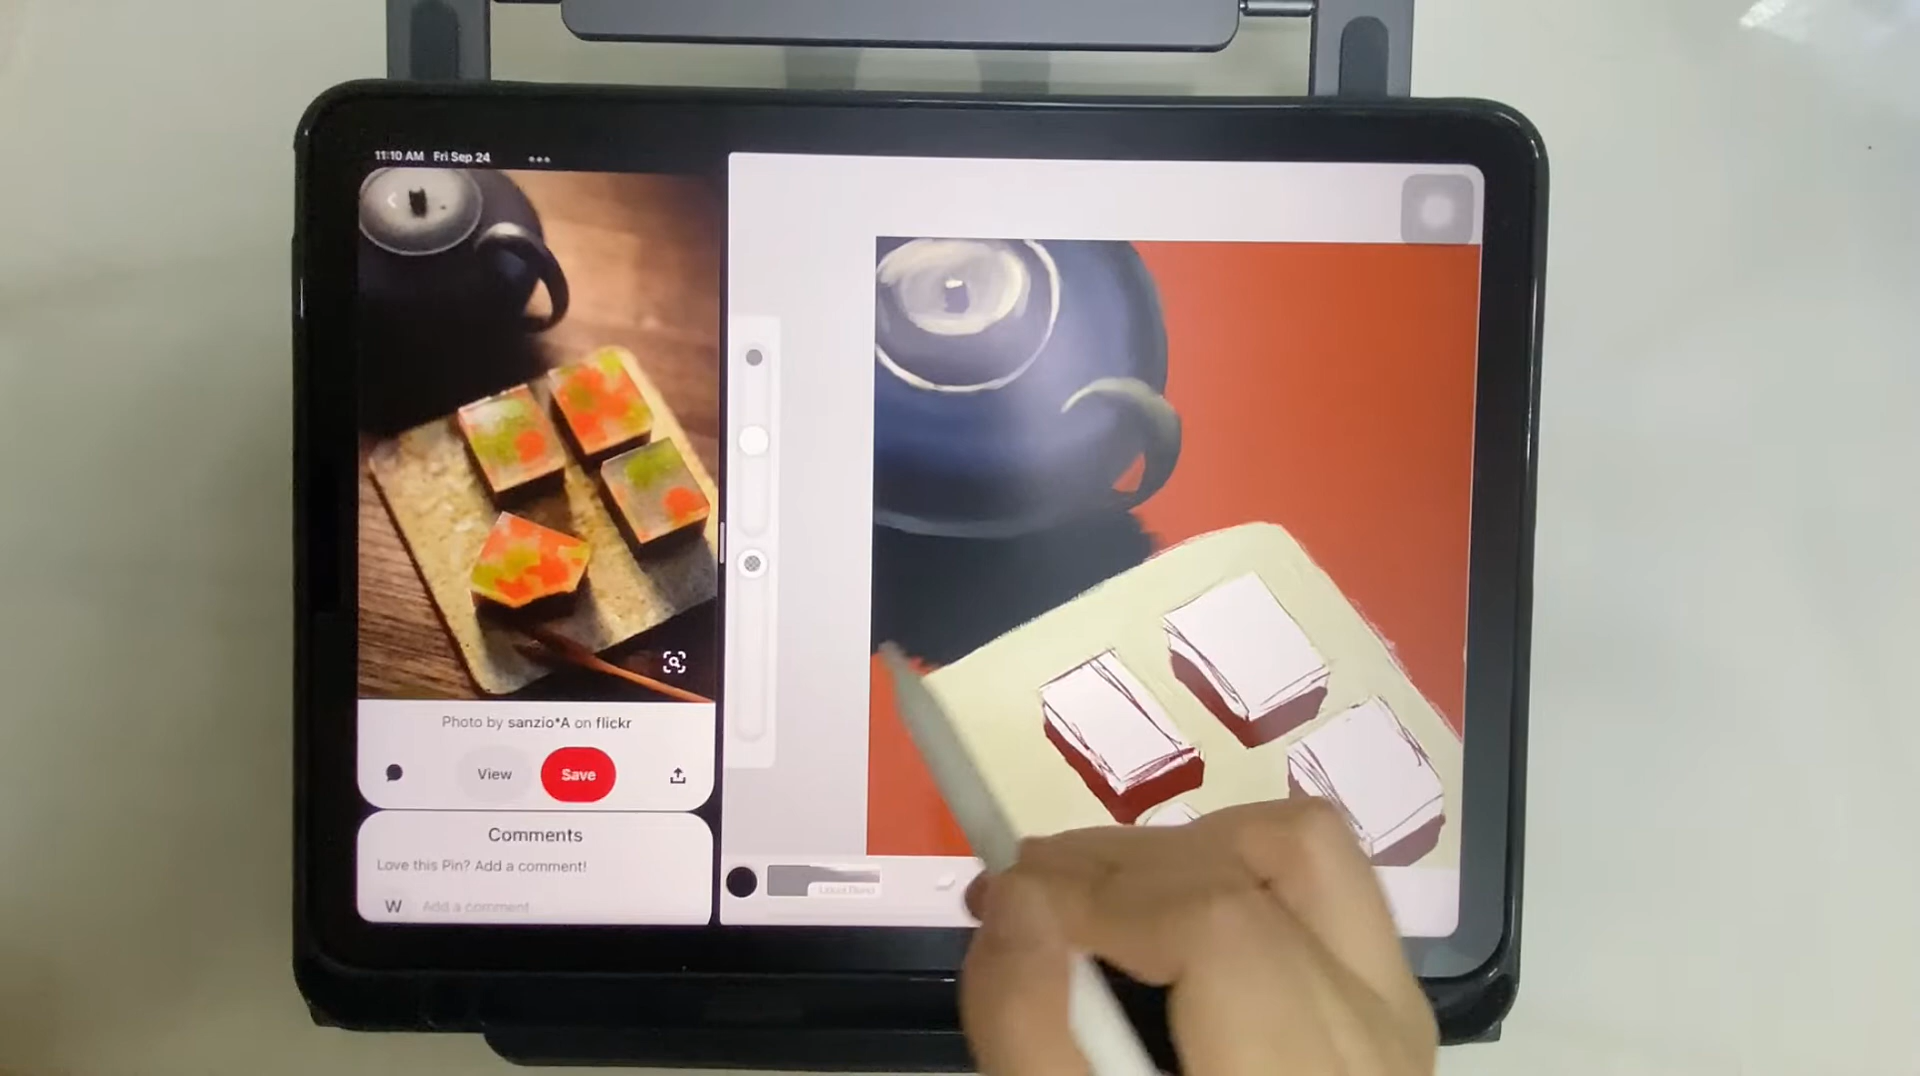 11:10 AM Fri Sep 24
Photo by sanzio*A on flickr
View
Save
Comments
Love this Pin? Add a comment!
W
Add a comment